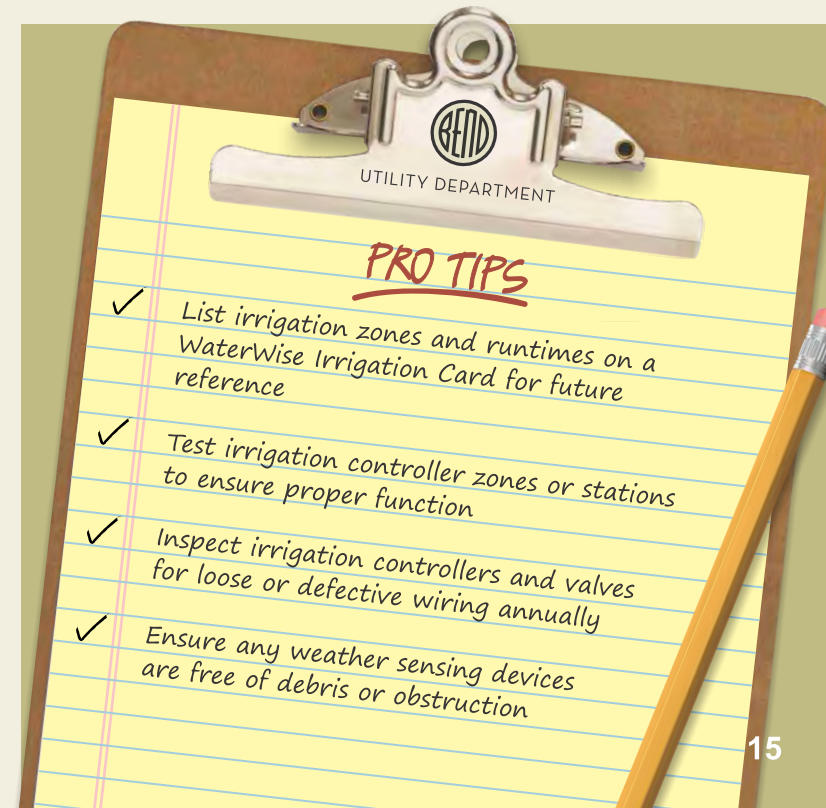 BEND
UTILITY DEPARTMENT
PRO TIPS
List irrigation zones and runtimes on a
WaterWise Irrigation Card for future
reference
Test irrigation controller zones or stations
to ensure proper function
Inspect irrigation controllers and valves
for loose or defective wiring annually
Ensure any weather sensing devices
are free of debris or obstruction
15